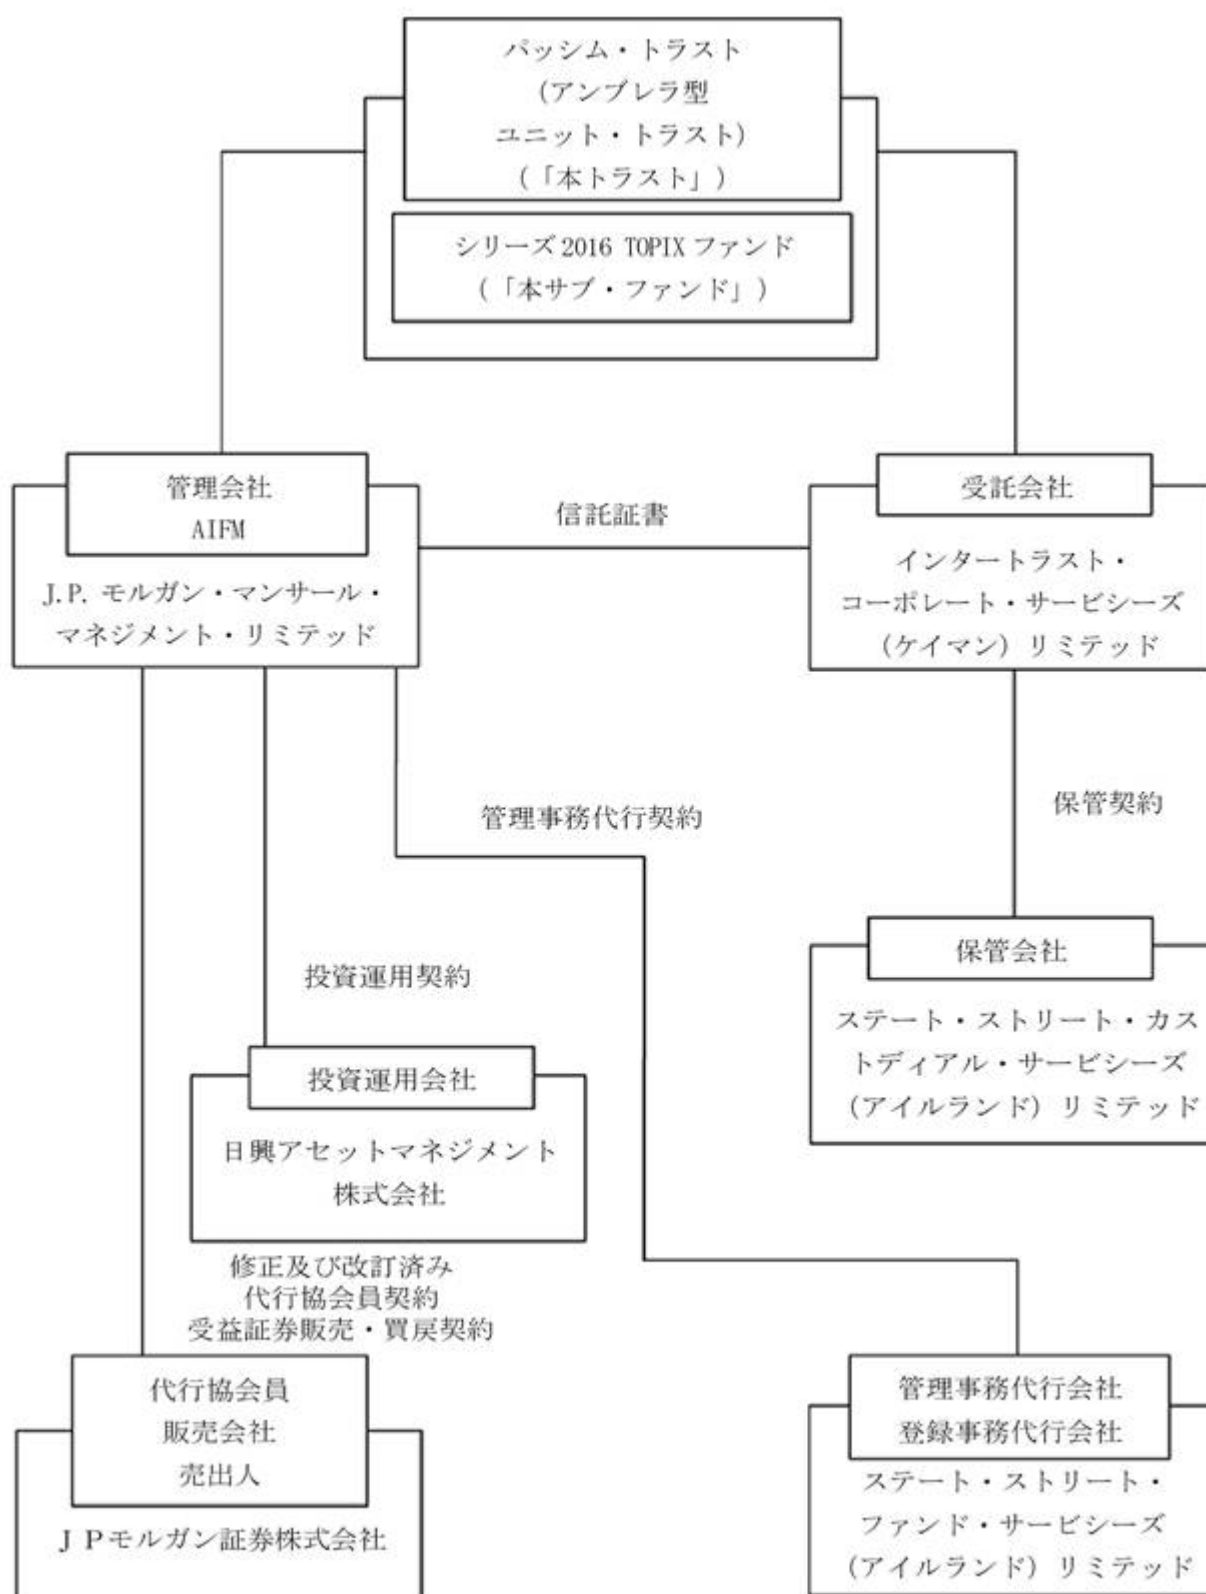 パッシム・トラスト
(アンブレラ型
ユニット・トラスト)
(「本トラスト」)
シリーズ2016 TOPIX ファンド
(「本サブ・ファンド」)
管理会社
AIFM
J.P. モルガン・マンサール・
マネジメント・リミテッド
信託証書
受託会社
インタートラスト・
コーポレート・サービシーズ
(ケイマン) リミテッド
管理事務代行契約
保管契約
投資運用契約
保管会社
ステート・ストリート・カス
トディアル・サービシーズ
(アイルランド) リミテッド
投資運用会社
日興アセットマネジメント
株式会社
修正及び改訂済み
代行協会員契約
受益証券販売・買戻契約
代行協会員
販売会社
売出人
ＪＰモルガン証券株式会社
管理事務代行会社
登録事務代行会社
ステート・ストリート・
ファンド・サービシーズ
(アイルランド) リミテッド